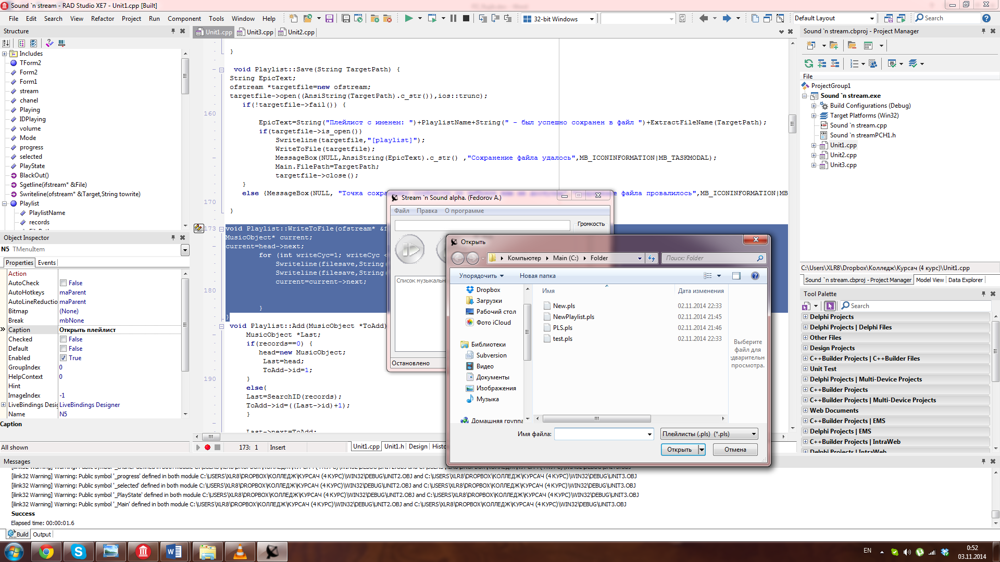 Sound `n stream - RAD Studio XE7 - Unit1.cpp [Built]
File Edit Search View Refactor Project Run Component Tools Window Help
32-bit Windows
Default Layout
Search
Structure
Includes
TForm2
Form2
Form1
stream
chanel
Playing
IDPlaying
volume
Mode
progress
selected
PlayState
BlackOut()
Sgetline(ifstream* &File)
Swriteline(ofstream* &Target,String towrite)
Playlist
PlaylistName
records
Object Inspector
N5 TMenuItem
Properties Events
Action
AutoCheck False
AutoHotkeys maParent
AutoLineReductio maParent
Bitmap (None)
Break mbNone
Caption Открыть плейлист
Checked False
Default False
Enabled True
GroupIndex 0
HelpContext 0
Hint
ImageIndex -1
LiveBindings Desig LiveBindings Designer
Name N5
Caption
All shown
Unit1.cpp Unit3.cpp Unit2.cpp
}
void Playlist::Save(String TargetPath) {
String EpicText;
ofstream *targetfile=new ofstream;
targetfile->open((AnsiString(TargetPath).c_str()),ios::trunc);
if(!targetfile->fail()) {
160
EpicText=String("Плейлист с именем: ")+PlaylistName+String(" - был успешно сохранен в файл ")+ExtractFileName(TargetPath);
if(targetfile->is_open())
Swriteline(targetfile,"[playlist]");
WriteToFile(targetfile);
MessageBox(NULL,AnsiString(EpicText).c_str() ,"Сохранение файла удалось",MB_ICONINFORMATION|MB_TASKMODAL);
Main.FilePath=TargetPath;
targetfile->close();
}
else {MessageBox(NULL, "Точка сохр файла провалилось",MB_ICONINFORMATION|MB
170
}
173 void Playlist::WriteToFile(ofstream* &f
MusicObject* current;
current=head->next;
for (int writeCyc=1; writeCyc <
Swriteline(filesave,String(
Swriteline(filesave,String(
current=current->next;
180
}
}
void Playlist::Add(MusicObject *ToAdd)
MusicObject *Last;
if(records==0) {
head=new MusicObject;
Last=head;
ToAdd->id=1;
190 }
else{
Last=SearchID(records);
ToAdd->id=((Last->id)+1);
}
Last->next=ToAdd;
173: 1 Insert
Unit1.cpp Unit1.h Design Histo
Stream `n Sound alpha. (Fedorov A.)
Файл Правка О программе
Громкость
Список музыкальн
Остановлено
Открыть
Компьютер Main (C:) Folder
Поиск: Folder
Упорядочить Новая папка
Dropbox
Загрузки
Рабочий стол
Фото iCloud
Библиотеки
Subversion
Видео
Документы
Изображения
Музыка
Домашняя группа
Имя Дата изменения
New.pls 02.11.2014 22:33
NewPlaylist.pls 02.11.2014 21:45
PLS.pls 02.11.2014 21:46
test.pls 02.11.2014 22:33
Выберите
файл для
едварительн
просмотра.
Имя файла:
Плейлисты (.pls) (*.pls)
Открыть Отмена
Sound `n stream.cbproj - Project Manager
File
ProjectGroup1
Sound `n stream.exe
Build Configurations (Debug)
Target Platforms (Win32)
Sound `n stream.cpp
Sound `n streamPCH1.h
Unit1.cpp
Unit2.cpp
Unit3.cpp
C:\Users\XLR8\Dropbox\Колледж\Курсач (4 курс)\Unit1.cpp
Sound `n stream.cbproj - Project Manager Model View Data Explorer
Tool Palette
Search
Delphi Projects
Delphi Projects | Delphi Files
Other Files
Design Projects
C++Builder Projects | C++Builder Files
Unit Test
Delphi Projects | Multi-Device Projects
C++Builder Projects
C++Builder Projects | Multi-Device Projects
Web Documents
C++Builder Projects | EMS
Delphi Projects | EMS
C++Builder Projects | IntraWeb
Delphi Projects | IntraWeb
Messages
[ilink32 Warning] Warning: Public symbol '_progress' defined in both module C:\USERS\XLR8\DROPBOX\КОЛЛЕДЖ\КУРСАЧ (4 КУРС)\WIN32\DEBUG\UNIT2.OBJ and C:\USERS\XLR8\DROPBOX\КОЛЛЕДЖ\КУРСАЧ (4 КУРС)\WIN32\DEBUG\UNIT3.OBJ
[ilink32 Warning] Warning: Public symbol '_selected' defined in both module C:\USERS\XLR8\DROPBOX\КОЛЛЕДЖ\КУРСАЧ (4 КУРС)\WIN32\DEBUG\UNIT2.OBJ and C:\USERS\XLR8\DROPBOX\КОЛЛЕДЖ\КУРСАЧ (4 КУРС)\WIN32\DEBUG\UNIT3.OBJ
[ilink32 Warning] Warning: Public symbol '_PlayState' defined in both module C:\USERS\XLR8\DROPBOX\КОЛЛЕДЖ\КУРСАЧ (4 КУРС)\WIN32\DEBUG\UNIT2.OBJ and C:\USERS\XLR8\DROPBOX\КОЛЛЕДЖ\КУРСАЧ (4 КУРС)\WIN32\DEBUG\UNIT3.OBJ
[ilink32 Warning] Warning: Public symbol '_Main' defined in both module C:\USERS\XLR8\DROPBOX\КОЛЛЕДЖ\КУРСАЧ (4 КУРС)\WIN32\DEBUG\UNIT2.OBJ and C:\USERS\XLR8\DROPBOX\КОЛЛЕДЖ\КУРСАЧ (4 КУРС)\WIN32\DEBUG\UNIT3.OBJ
Success
Elapsed time: 00:00:01.6
Build Output
EN
0:52
03.11.2014